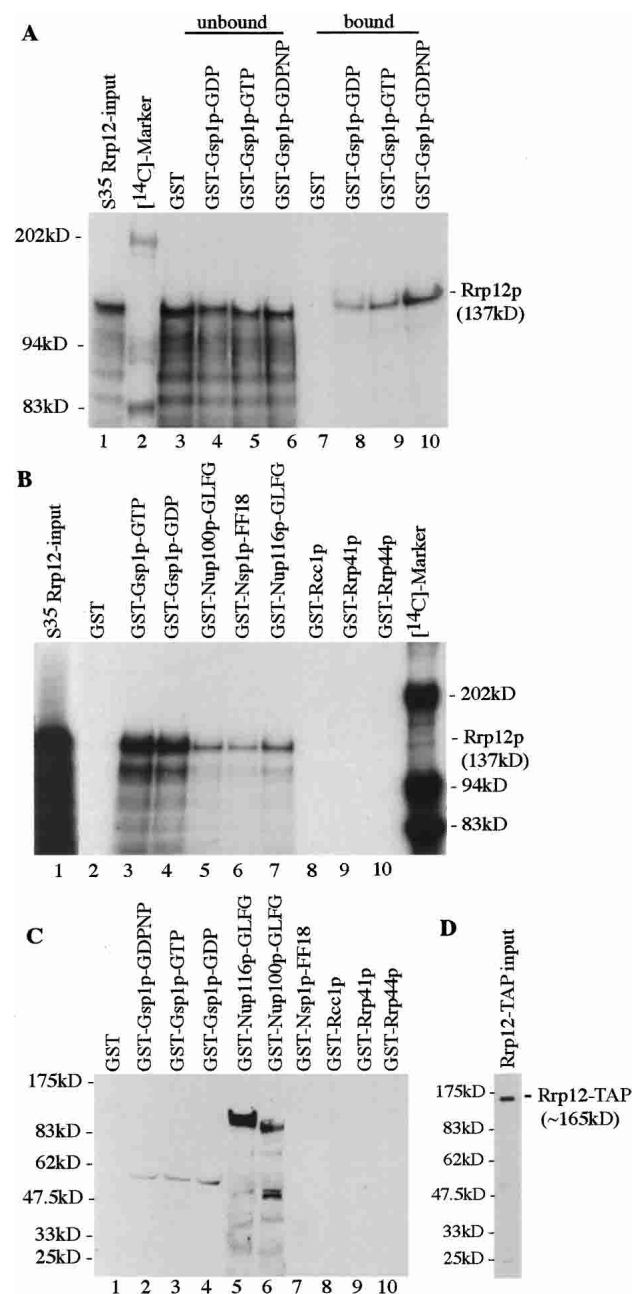 A
unbound
bound
S35 Rrp12-input
[14C]-Marker
GST
GST-Gsp1p-GDP
GST-Gsp1p-GTP
GST-Gsp1p-GDPNP
GST
GST-Gsp1p-GDP
GST-Gsp1p-GTP
GST-Gsp1p-GDPNP
202kD -
94kD -
83kD -
- Rrp12p
(137kD)
1 2 3 4 5 6 7 8 9 10
B
S35 Rrp12-input
GST
GST-Gsp1p-GTP
GST-Gsp1p-GDP
GST-Nup100p-GLFG
GST-Nsp1p-FF18
GST-Nup116p-GLFG
GST-Rcc1p
GST-Rrp41p
GST-Rrp44p
[14C]-Marker
- 202kD
- Rrp12p
(137kD)
- 94kD
- 83kD
1 2 3 4 5 6 7 8 9 10
C
GST
GST-Gsp1p-GDPNP
GST-Gsp1p-GTP
GST-Gsp1p-GDP
GST-Nup116p-GLFG
GST-Nup100p-GLFG
GST-Nsp1p-FF18
GST-Rcc1p
GST-Rrp41p
GST-Rrp44p
175kD -
83kD -
62kD -
47.5kD -
33kD -
25kD -
1 2 3 4 5 6 7 8 9 10
D
Rrp12-TAP input
175kD -
83kD -
62kD -
47.5kD -
33kD -
25kD -
- Rrp12-TAP
(~165kD)